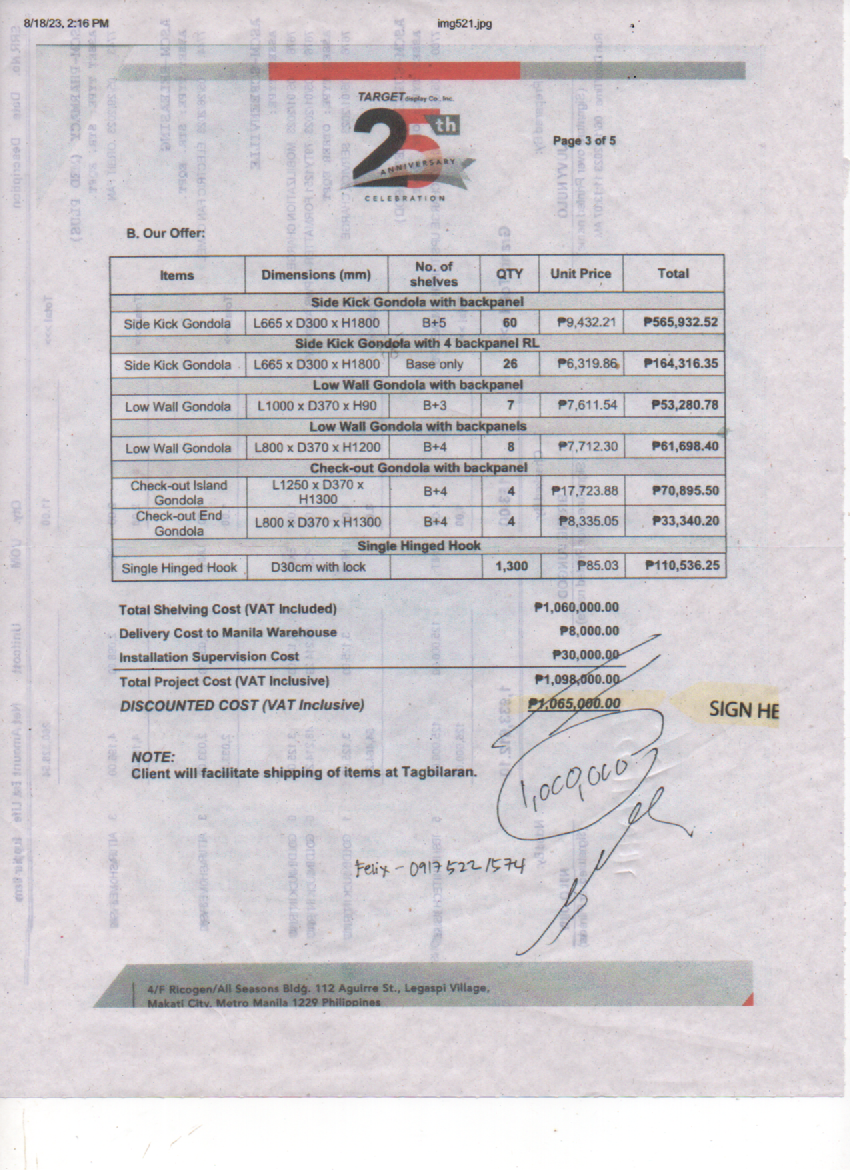 8/18/23, 2:16 PM img521.jpg
TARGET display Co., Inc.
25th
ANNIVERSARY
CELEBRATION
Page 3 of 5
B. Our Offer:
Items Dimensions (mm) No. of shelves QTY Unit Price Total
Side Kick Gondola with backpanel
Side Kick Gondola L665 x D300 x H1800 B+5 60 ₱9,432.21 ₱565,932.52
Side Kick Gondola with 4 backpanel RL
Side Kick Gondola L665 x D300 x H1800 Base only 26 ₱6,319.86 ₱164,316.35
Low Wall Gondola with backpanel
Low Wall Gondola L1000 x D370 x H90 B+3 7 ₱7,611.54 ₱53,280.78
Low Wall Gondola with backpanels
Low Wall Gondola L800 x D370 x H1200 B+4 8 ₱7,712.30 ₱61,698.40
Check-out Gondola with backpanel
Check-out Island Gondola L1250 x D370 x H1300 B+4 4 ₱17,723.88 ₱70,895.50
Check-out End Gondola L800 x D370 x H1300 B+4 4 ₱8,335.05 ₱33,340.20
Single Hinged Hook
Single Hinged Hook D30cm with lock 1,300 ₱85.03 ₱110,536.25
Total Shelving Cost (VAT Included) ₱1,060,000.00
Delivery Cost to Manila Warehouse ₱8,000.00
Installation Supervision Cost ₱30,000.00
Total Project Cost (VAT Inclusive) ₱1,098,000.00
DISCOUNTED COST (VAT Inclusive) ₱1,065,000.00
SIGN HE
NOTE:
Client will facilitate shipping of items at Tagbilaran.
1,000,000
Felix - 0917 522 1574
4/F Ricogen/All Seasons Bldg. 112 Aguirre St., Legaspi Village,
Makati City, Metro Manila 1229 Philippines